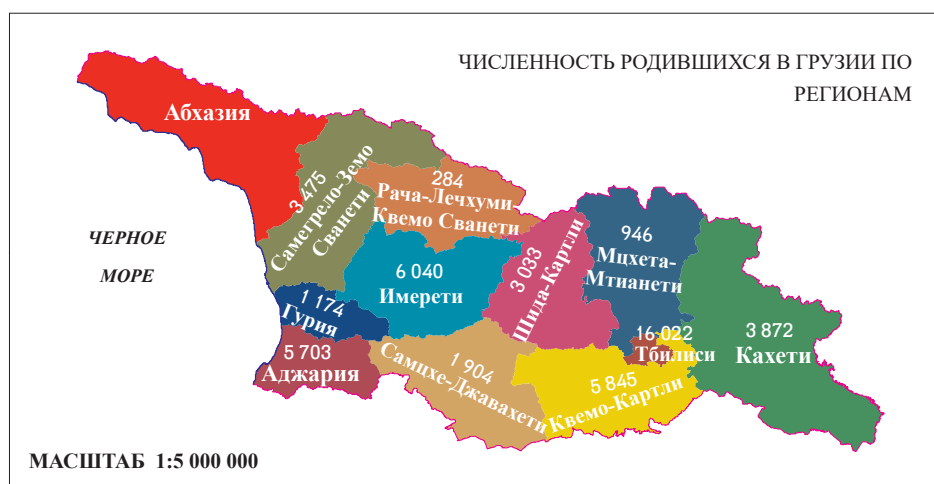 ЧИСЛЕННОСТЬ РОДИВШИХСЯ В ГРУЗИИ ПО
РЕГИОНАМ
Абхазия
3 475
Самегрело-Земо
Сванети
284
Рача-Лечхуми-
Квемо Сванети
ЧЕРНОЕ
МОРЕ
6 040
Имерети
3 033
Шида-Картли
946
Мцхета-
Мтианети
1 174
Гурия
16 022
Тбилиси
3 872
Кахети
5 703
Аджария
1 904
Самцхе-Джавахети
5 845
Квемо-Картли
МАСШТАБ 1:5 000 000